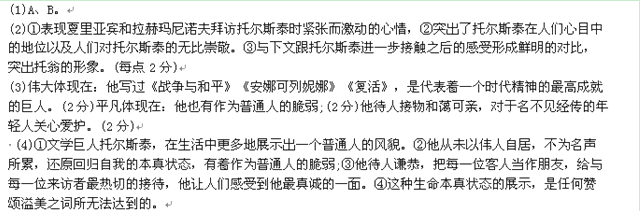 (1)A、B。
(2)①表现夏里亚宾和拉赫玛尼诺夫拜访托尔斯泰时紧张而激动的心情，②突出了托尔斯泰在人们心目中
的地位以及人们对托尔斯泰的无比崇敬。③与下文跟托尔斯泰进一步接触之后的感受形成鲜明的对比，
突出托翁的形象。(每点2分)
(3)伟大体现在：他写过《战争与和平》《安娜可列妮娜》《复活》，是代表着一个时代精神的最高成就
的巨人。(2分)平凡体现在：他也有作为普通人的脆弱;(2分)他待人接物和蔼可亲，对于名不见经传的年
轻人关心爱护。(2分)
·(4)①文学巨人托尔斯泰，在生活中更多地展示出一个普通人的风貌。②他从未以伟人自居，不为名声
所累，还原回归自我的本真状态，有着作为普通人的脆弱;③他待人谦恭，把每一位客人当作朋友，给与
每一位来访者最热切的接待，他让人们感受到他最真诚的一面。④这种生命本真状态的展示，是任何赞
颂溢美之词所无法达到的。